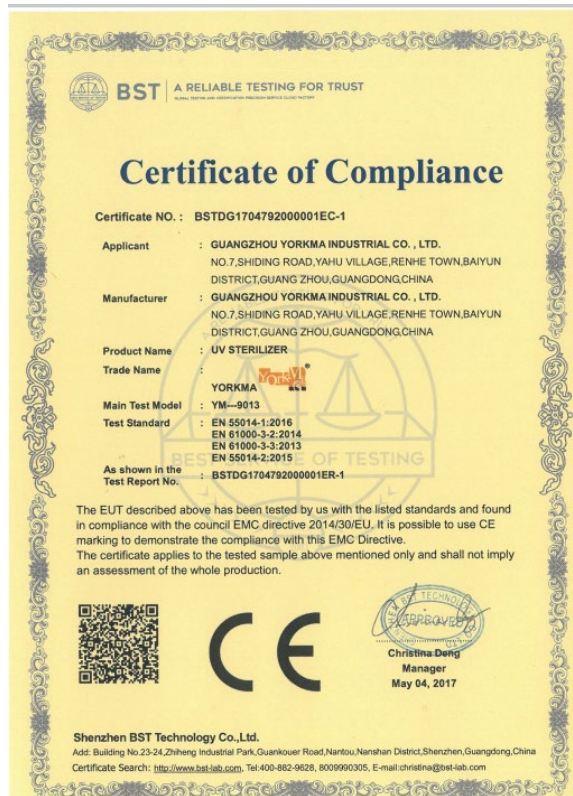 BST
A RELIABLE TESTING FOR TRUST
GLOBAL TESTING AND CERTIFICATION PRECISION SERVICE CLOUD FACTORY
Certificate of Compliance
Certificate NO. : BSTDG1704792000001EC-1
Applicant : GUANGZHOU YORKMA INDUSTRIAL CO. , LTD.
NO.7,SHIDING ROAD,YAHU VILLAGE,RENHE TOWN,BAIYUN
DISTRICT,GUANG ZHOU,GUANGDONG,CHINA
Manufacturer : GUANGZHOU YORKMA INDUSTRIAL CO. , LTD.
NO.7,SHIDING ROAD,YAHU VILLAGE,RENHE TOWN,BAIYUN
DISTRICT,GUANG ZHOU,GUANGDONG,CHINA
Product Name : UV STERILIZER
Trade Name :
YORKMA
Main Test Model : YM---9013
Test Standard : EN 55014-1:2016
EN 61000-3-2:2014
EN 61000-3-3:2013
EN 55014-2:2015
BEST SERVICE OF TESTING
As shown in the
Test Report No. : BSTDG1704792000001ER-1
The EUT described above has been tested by us with the listed standards and found
in compliance with the council EMC directive 2014/30/EU. It is possible to use CE
marking to demonstrate the compliance with this EMC Directive.
The certificate applies to the tested sample above mentioned only and shall not imply
an assessment of the whole production.
CE
APPROVED
Christina Deng
Manager
May 04, 2017
Shenzhen BST Technology Co.,Ltd.
Add: Building No.23-24,Zhiheng Industrial Park,Guankouer Road,Nantou,Nanshan District,Shenzhen,Guangdong,China
Certificate Search: http://www.bst-lab.com, Tel:400-882-9628, 8009990305, E-mail:christina@bst-lab.com